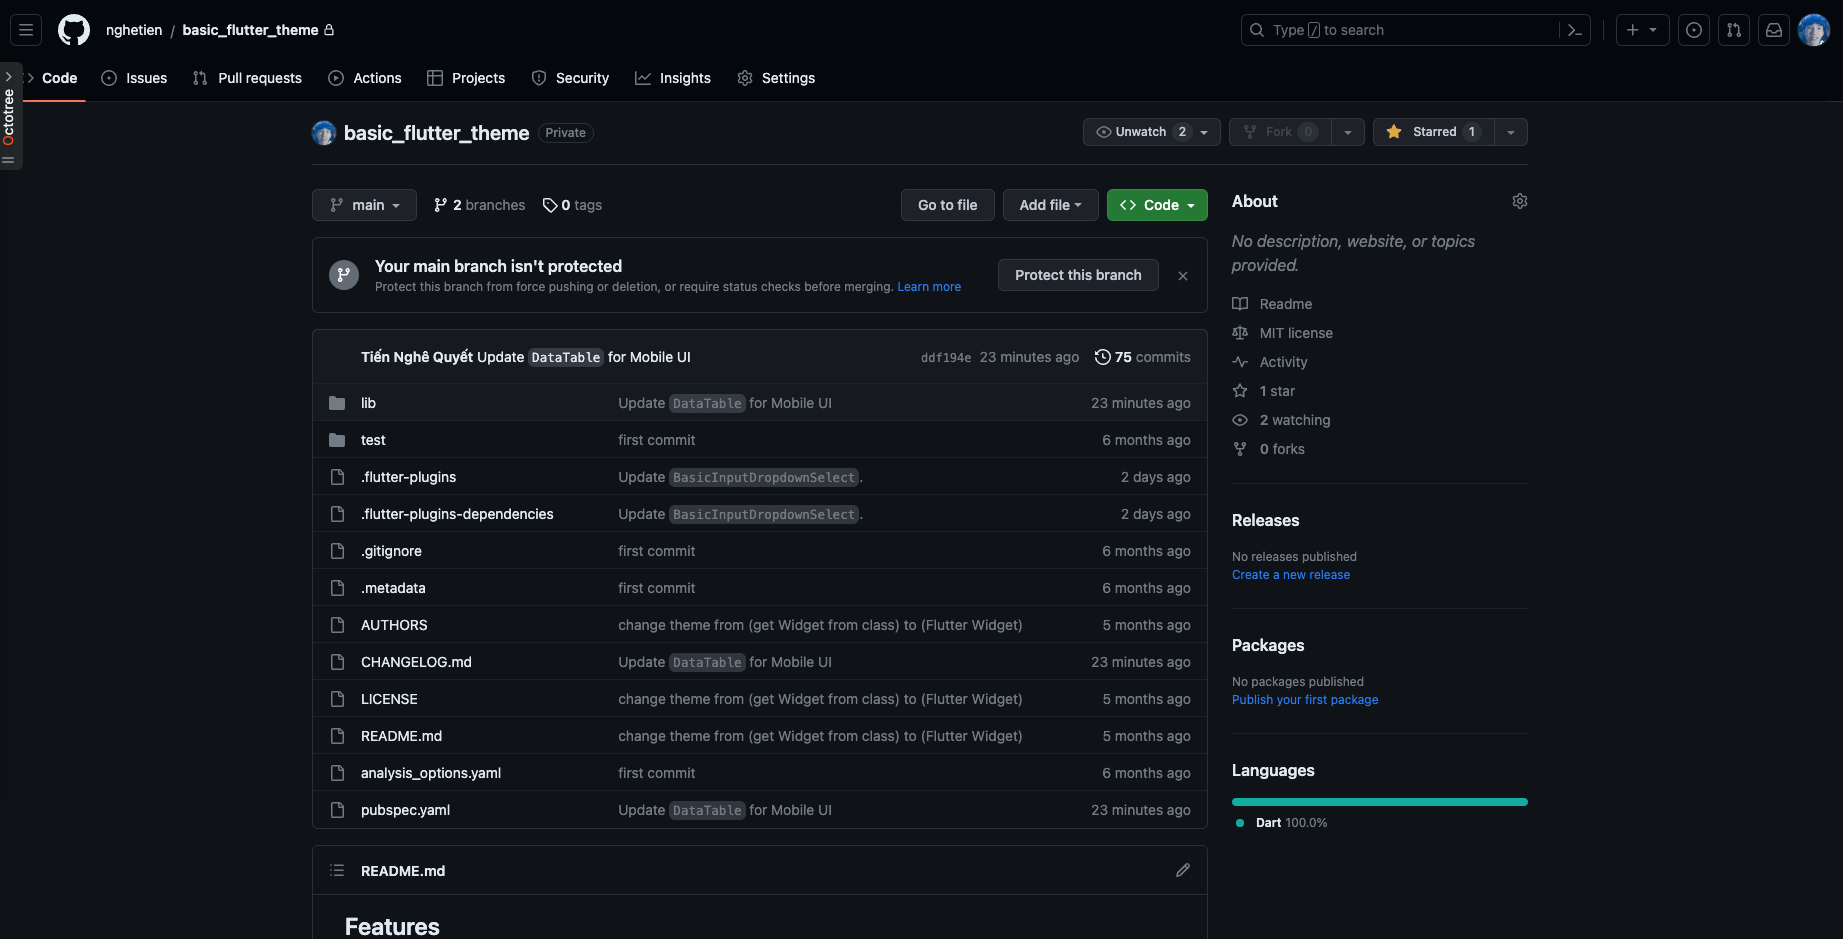 nghetien / basic_flutter_theme
Type / to search
Code Issues Pull requests Actions Projects Security Insights Settings
Octotree
basic_flutter_theme Private
Unwatch 2 Fork 0 Starred 1
main 2 branches 0 tags Go to file Add file Code
Your main branch isn't protected
Protect this branch from force pushing or deletion, or require status checks before merging. Learn more
Protect this branch
Tiến Nghê Quyết Update DataTable for Mobile UI ddf194e 23 minutes ago 75 commits
lib Update DataTable for Mobile UI 23 minutes ago
test first commit 6 months ago
.flutter-plugins Update BasicInputDropdownSelect. 2 days ago
.flutter-plugins-dependencies Update BasicInputDropdownSelect. 2 days ago
.gitignore first commit 6 months ago
.metadata first commit 6 months ago
AUTHORS change theme from (get Widget from class) to (Flutter Widget) 5 months ago
CHANGELOG.md Update DataTable for Mobile UI 23 minutes ago
LICENSE change theme from (get Widget from class) to (Flutter Widget) 5 months ago
README.md change theme from (get Widget from class) to (Flutter Widget) 5 months ago
analysis_options.yaml first commit 6 months ago
pubspec.yaml Update DataTable for Mobile UI 23 minutes ago
README.md
Features
About
No description, website, or topics
provided.
Readme
MIT license
Activity
1 star
2 watching
0 forks
Releases
No releases published
Create a new release
Packages
No packages published
Publish your first package
Languages
Dart 100.0%